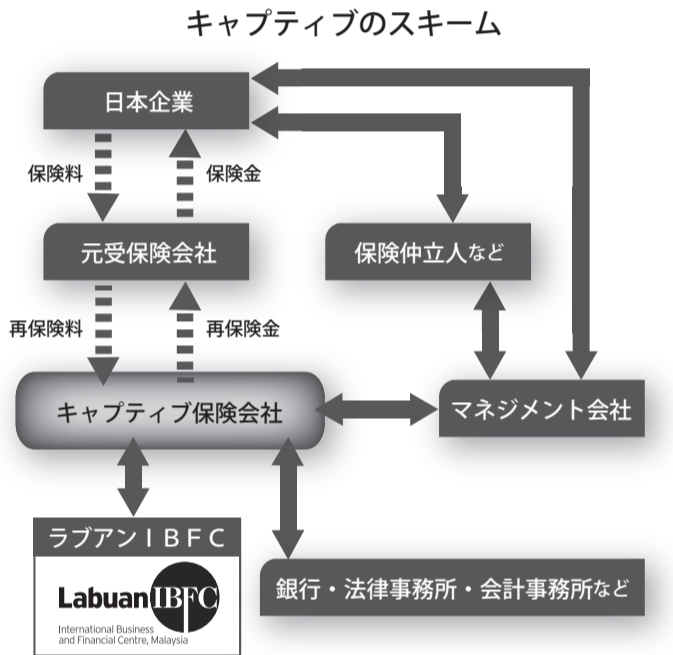 キャプティブのスキーム
日本企業
保険料
保険金
元受保険会社
保険仲立人など
再保険料
再保険金
キャプティブ保険会社
マネジメント会社
ラブアンＩＢＦＣ
LabuanIBFC
International Business
and Financial Centre, Malaysia
銀行・法律事務所・会計事務所など